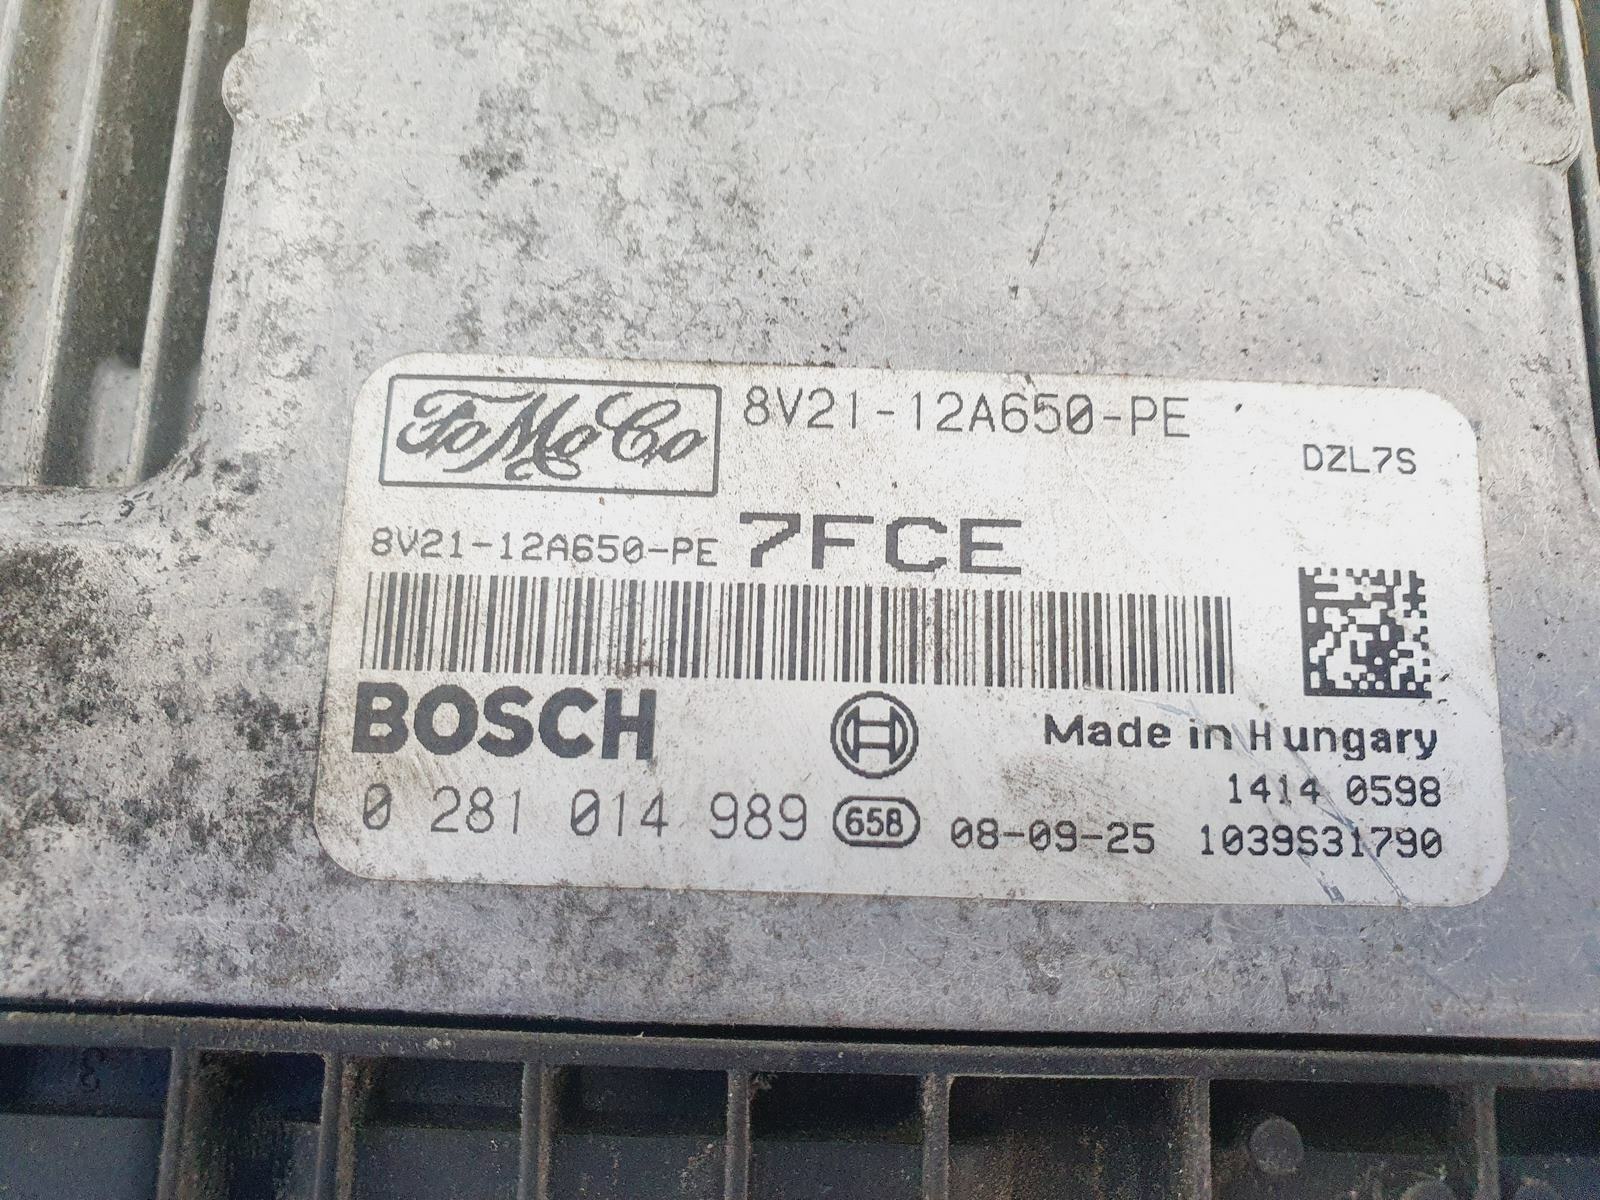 FoMoCo 8V21-12A650-PE
DZL7S
8V21-12A650-PE 7FCE
BOSCH
Made in Hungary
1414 0598
0 281 014 989 658 08-09-25 1039S31790
3